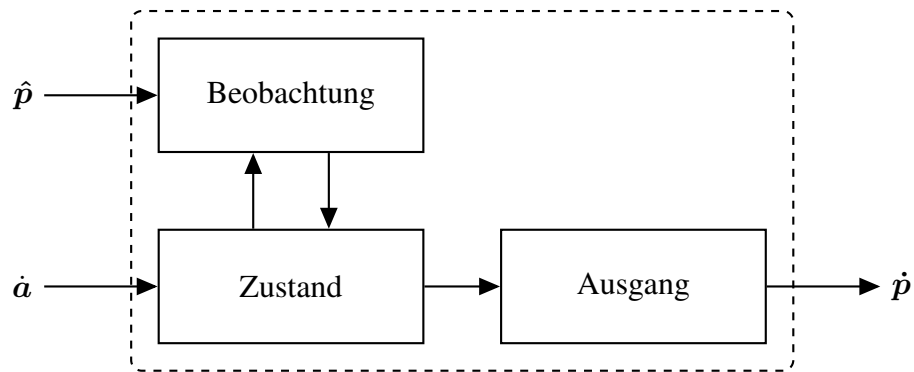 p̂
Beobachtung
ȧ
Zustand
Ausgang
ṗ